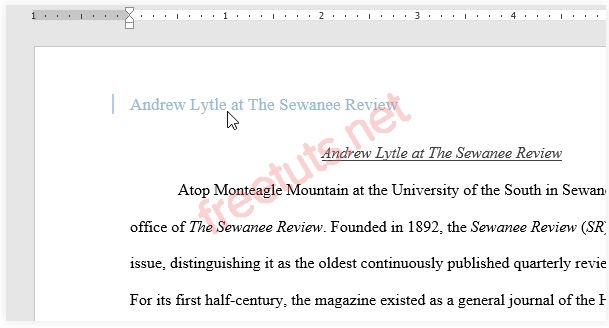 1 1 2 3 4
Andrew Lytle at The Sewanee Review
Andrew Lytle at The Sewanee Review
Atop Monteagle Mountain at the University of the South in Sewan
office of The Sewanee Review. Founded in 1892, the Sewanee Review (SR)
issue, distinguishing it as the oldest continuously published quarterly revie
For its first half-century, the magazine existed as a general journal of the H
freetuts.net